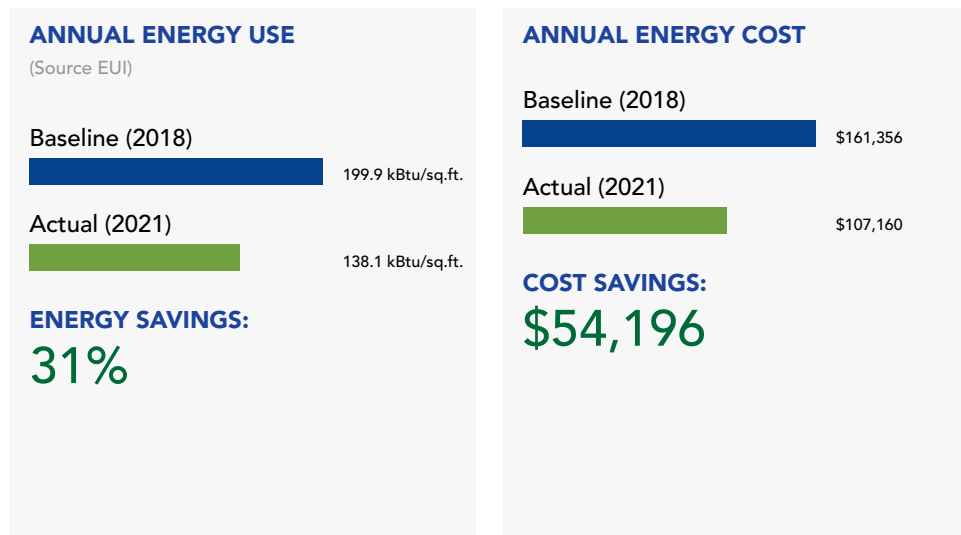 ANNUAL ENERGY USE
(Source EUI)
Baseline (2018)
199.9 kBtu/sq.ft.
Actual (2021)
138.1 kBtu/sq.ft.
ENERGY SAVINGS:
31%
ANNUAL ENERGY COST
Baseline (2018)
$161,356
Actual (2021)
$107,160
COST SAVINGS:
$54,196